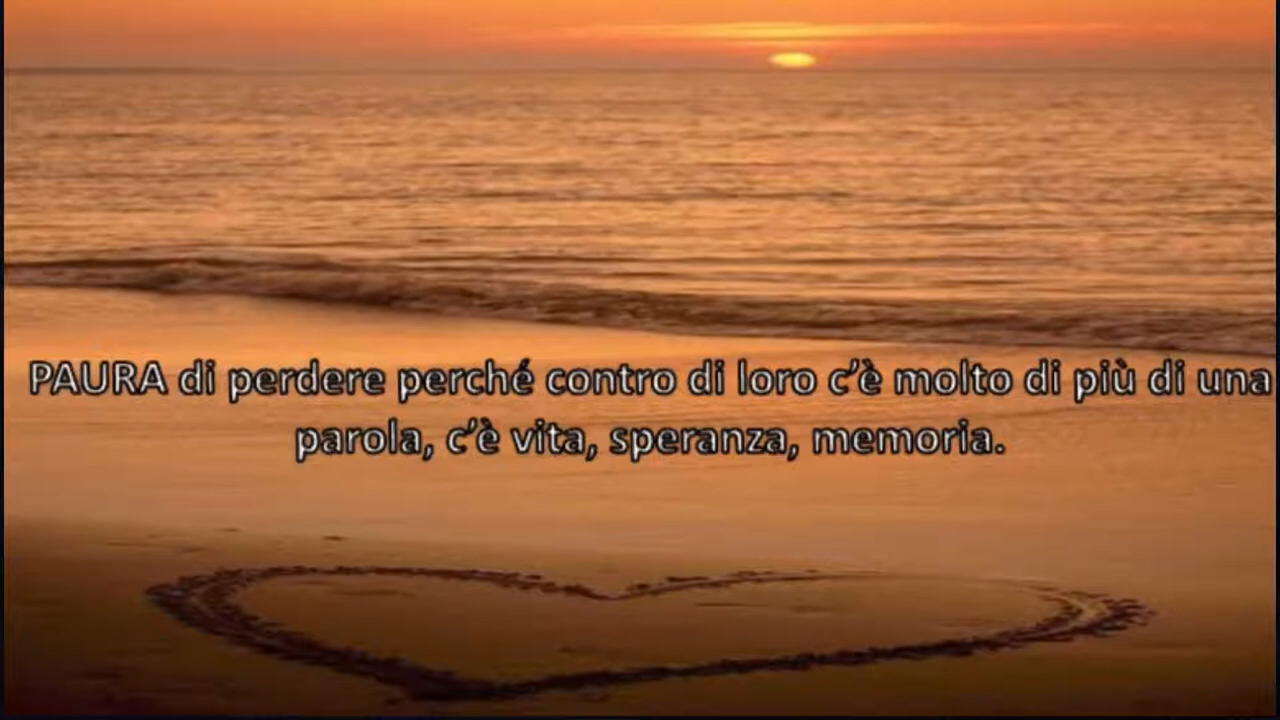 PAURA di perdere perché contro di loro c’è molto di più di una
parola, c’è vita, speranza, memoria.